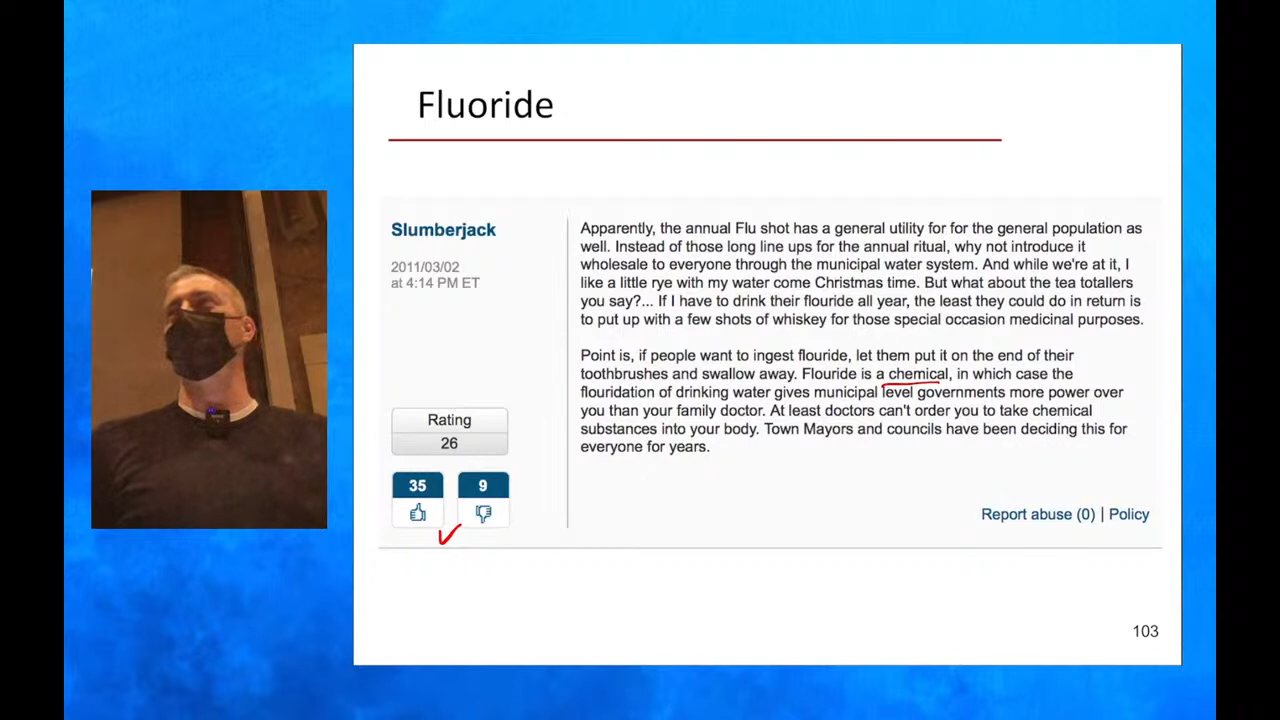 Fluoride
Slumberjack
2011/03/02
at 4:14 PM ET
Rating
26
35
9
Apparently, the annual Flu shot has a general utility for for the general population as
well. Instead of those long line ups for the annual ritual, why not introduce it
wholesale to everyone through the municipal water system. And while we're at it, I
like a little rye with my water come Christmas time. But what about the tea totallers
you say?... If I have to drink their flouride all year, the least they could do in return is
to put up with a few shots of whiskey for those special occasion medicinal purposes.
Point is, if people want to ingest flouride, let them put it on the end of their
toothbrushes and swallow away. Flouride is a chemical, in which case the
flouridation of drinking water gives municipal level governments more power over
you than your family doctor. At least doctors can't order you to take chemical
substances into your body. Town Mayors and councils have been deciding this for
everyone for years.
Report abuse (0) | Policy
103